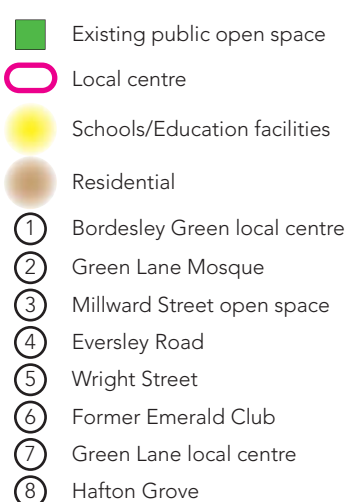 Existing public open space
Local centre
Schools/Education facilities
Residential
1 Bordesley Green local centre
2 Green Lane Mosque
3 Millward Street open space
4 Eversley Road
5 Wright Street
6 Former Emerald Club
7 Green Lane local centre
8 Hafton Grove